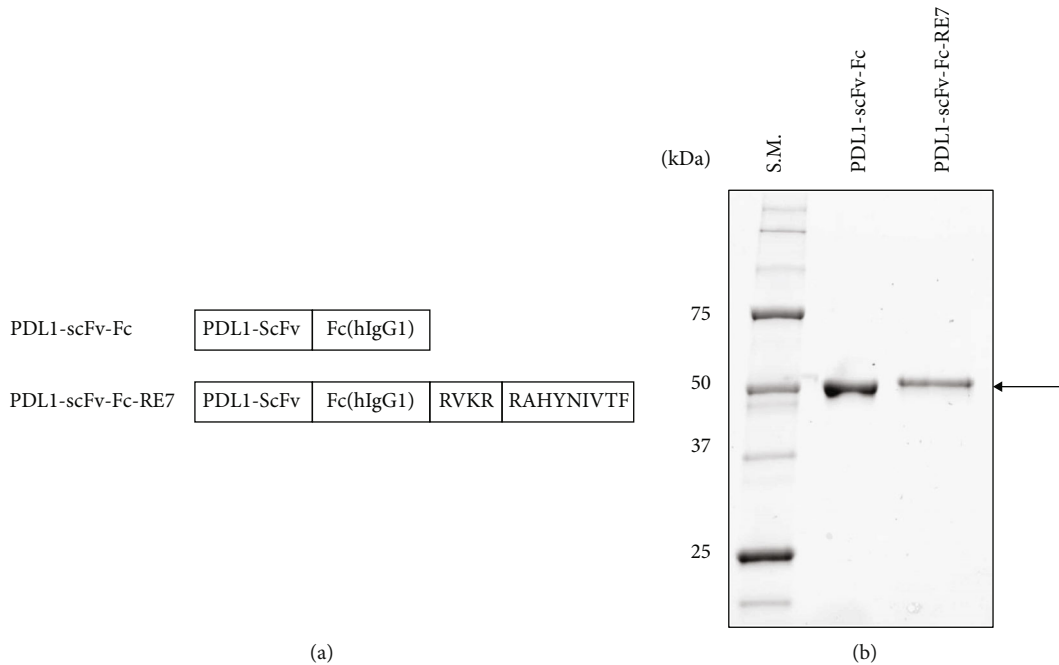 PDL1-scFv-Fc
PDL1-ScFv
Fc(hIgG1)
PDL1-scFv-Fc-RE7
PDL1-ScFv
Fc(hIgG1)
RVKR
RAHYNIVTF
(a)
(kDa)
S.M.
PDL1-scFv-Fc
PDL1-scFv-Fc-RE7
75
50
37
25
(b)